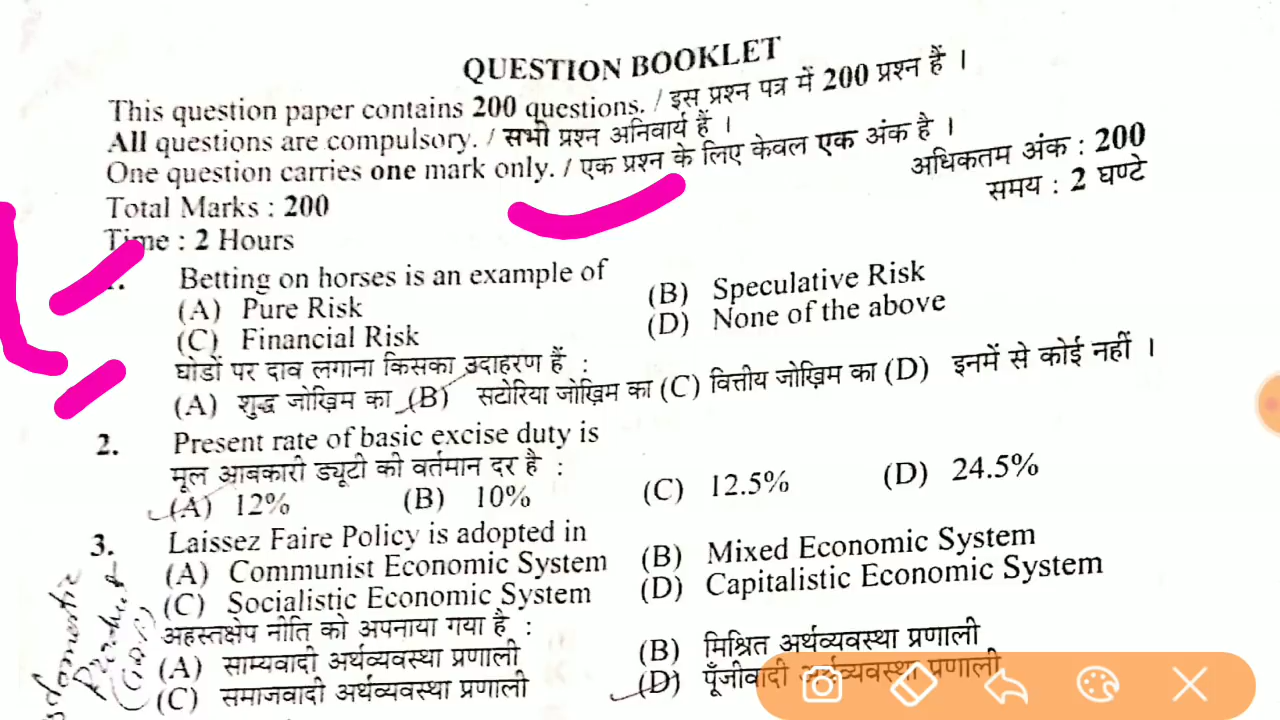 QUESTION BOOKLET
This question paper contains 200 questions. / इस प्रश्न पत्र में 200 प्रश्न हैं ।
All questions are compulsory. / सभी प्रश्न अनिवार्य हैं ।
One question carries one mark only. / एक प्रश्न के लिए केवल एक अंक है ।
Total Marks : 200 अधिकतम अंक : 200
Time : 2 Hours समय : 2 घण्टे
Betting on horses is an example of
(A) Pure Risk (B) Speculative Risk
(C) Financial Risk (D) None of the above
घोडों पर दाव लगाना किसका उदाहरण हैं :
(A) शुद्ध जोखिम का (B) सटोरिया जोखिम का (C) वित्तीय जोखिम का (D) इनमें से कोई नहीं ।
2. Present rate of basic excise duty is
मूल आबकारी ड्यूटी की वर्तमान दर है :
(A) 12% (B) 10% (C) 12.5% (D) 24.5%
3. Laissez Faire Policy is adopted in
(A) Communist Economic System (B) Mixed Economic System
(C) Socialistic Economic System (D) Capitalistic Economic System
अहस्तक्षेप नीति को अपनाया गया है :
(A) साम्यवादी अर्थव्यवस्था प्रणाली (B) मिश्रित अर्थव्यवस्था प्रणाली
(C) समाजवादी अर्थव्यवस्था प्रणाली (D) पूँजीवादी अर्थव्यवस्था प्रणाली